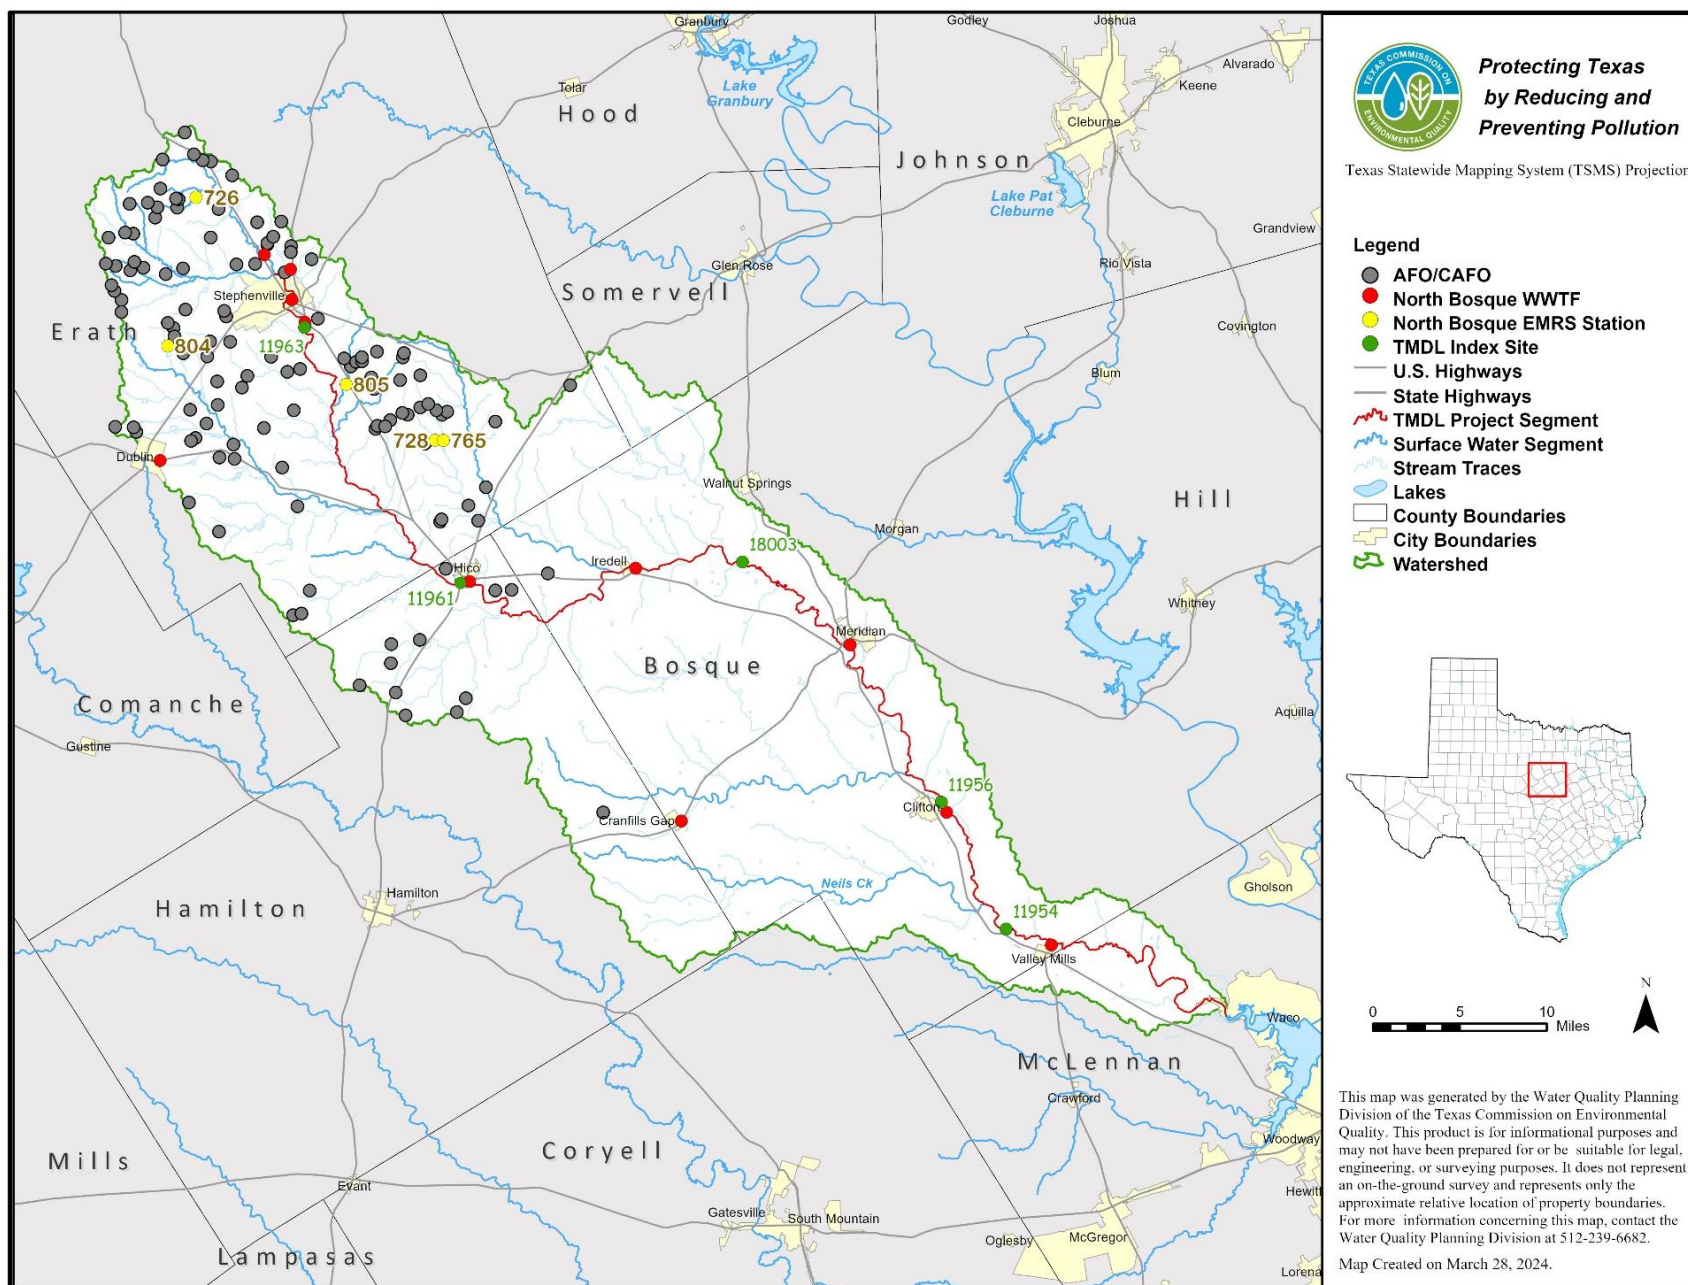 Granbury
Godley
Joshua
Alvarado
Keene
Tolar
Lake
Granbury
Hood
Cleburne
Johnson
Lake Pat
Cleburne
Grandview
726
Glen Rose
Rio Vista
Stephenville
Somervell
Erath
Covington
804
11963
805
Blum
728
765
Dublin
Walnut Springs
Hill
Morgan
18003
Iredell
Hico
11961
Whitney
Meridian
Bosque
Comanche
Aquilla
Gustine
11956
Clifton
Cranfills Gap
Neils Ck
Gholson
Hamilton
Hamilton
11954
Valley Mills
Waco
McLennan
Crawford
Coryell
Woodway
Mills
Evant
Hewitt
Gatesville
South Mountain
Oglesby
McGregor
Lampasas
Lorena
TEXAS COMMISSION ON
ENVIRONMENTAL QUALITY
Protecting Texas
by Reducing and
Preventing Pollution
Texas Statewide Mapping System (TSMS) Projection
Legend
AFO/CAFO
North Bosque WWTF
North Bosque EMRS Station
TMDL Index Site
U.S. Highways
State Highways
TMDL Project Segment
Surface Water Segment
Stream Traces
Lakes
County Boundaries
City Boundaries
Watershed
N
0 5 10
Miles
This map was generated by the Water Quality Planning
Division of the Texas Commission on Environmental
Quality. This product is for informational purposes and
may not have been prepared for or be suitable for legal,
engineering, or surveying purposes. It does not represent
an on-the-ground survey and represents only the
approximate relative location of property boundaries.
For more information concerning this map, contact the
Water Quality Planning Division at 512-239-6682.
Map Created on March 28, 2024.